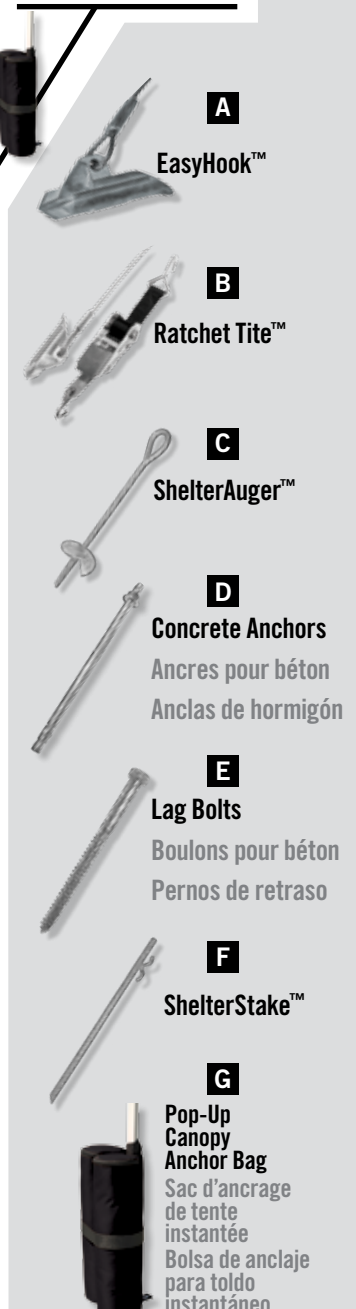 A
EasyHook™
B
Ratchet Tite™
C
ShelterAuger™
D
Concrete Anchors
Ancres pour béton
Anclas de hormigón
E
Lag Bolts
Boulons pour béton
Pernos de retraso
F
ShelterStake™
G
Pop-Up
Canopy
Anchor Bag
Sac d'ancrage
de tente
instantée
Bolsa de anclaje
para toldo
instantáneo